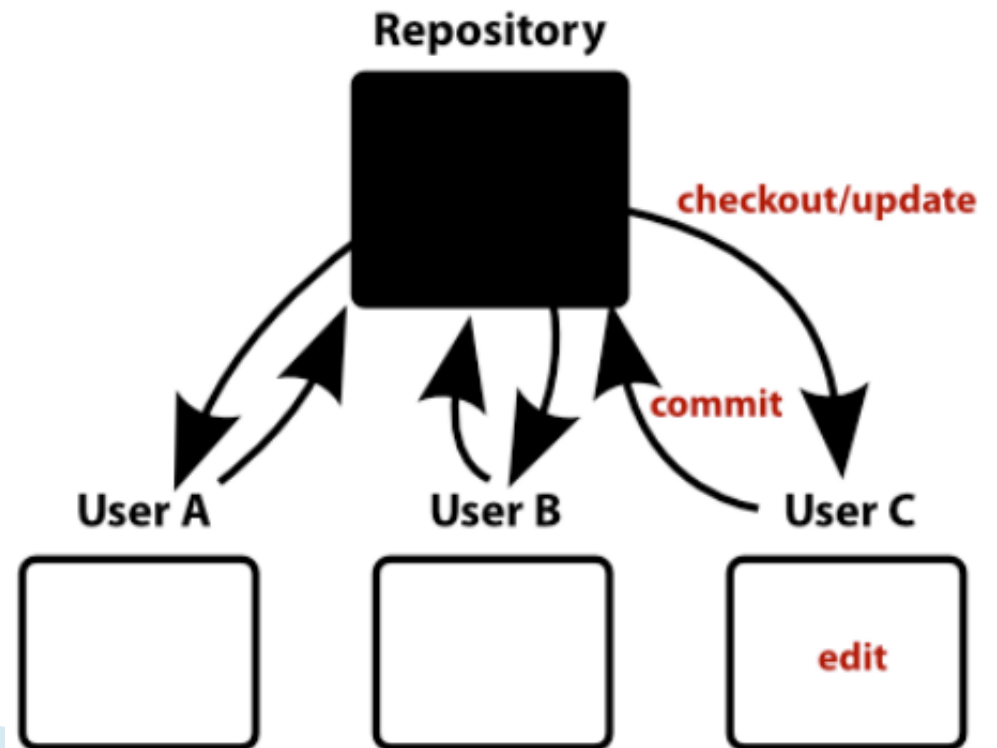 Repository
checkout/update
commit
User A
User B
User C
edit